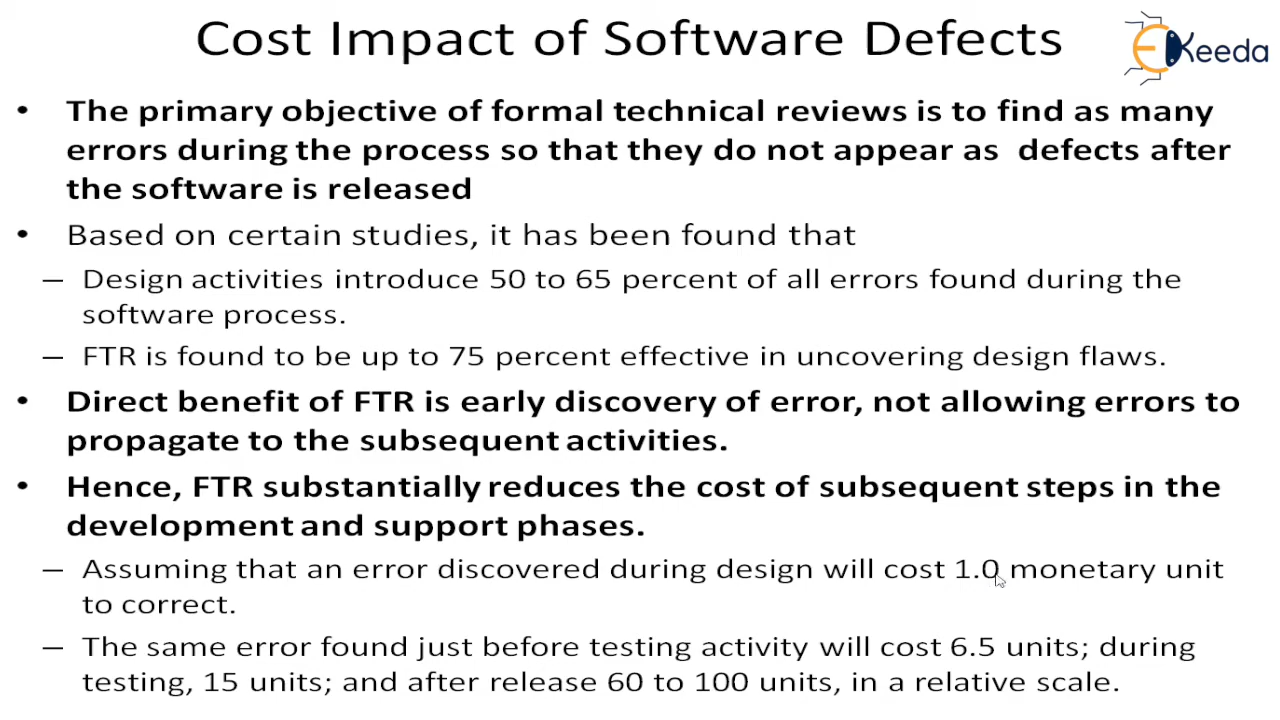 Cost Impact of Software Defects
EKeeda
• The primary objective of formal technical reviews is to find as many
errors during the process so that they do not appear as defects after
the software is released
• Based on certain studies, it has been found that
– Design activities introduce 50 to 65 percent of all errors found during the
software process.
– FTR is found to be up to 75 percent effective in uncovering design flaws.
• Direct benefit of FTR is early discovery of error, not allowing errors to
propagate to the subsequent activities.
• Hence, FTR substantially reduces the cost of subsequent steps in the
development and support phases.
– Assuming that an error discovered during design will cost 1.0 monetary unit
to correct.
– The same error found just before testing activity will cost 6.5 units; during
testing, 15 units; and after release 60 to 100 units, in a relative scale.